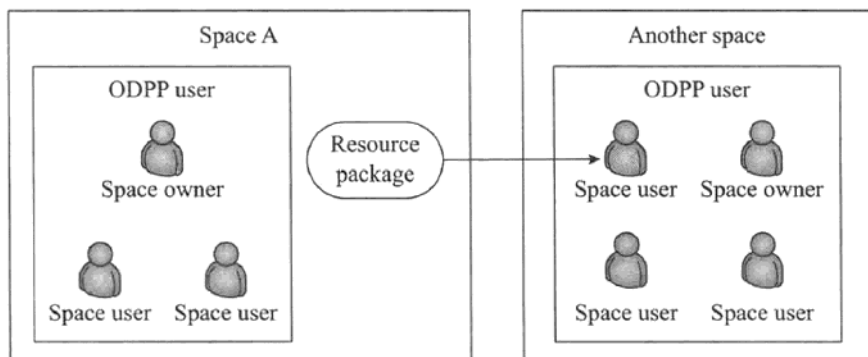 Space A
ODPP user
Space owner
Space user
Space user
Resource
package
Another space
ODPP user
Space user
Space owner
Space user
Space user